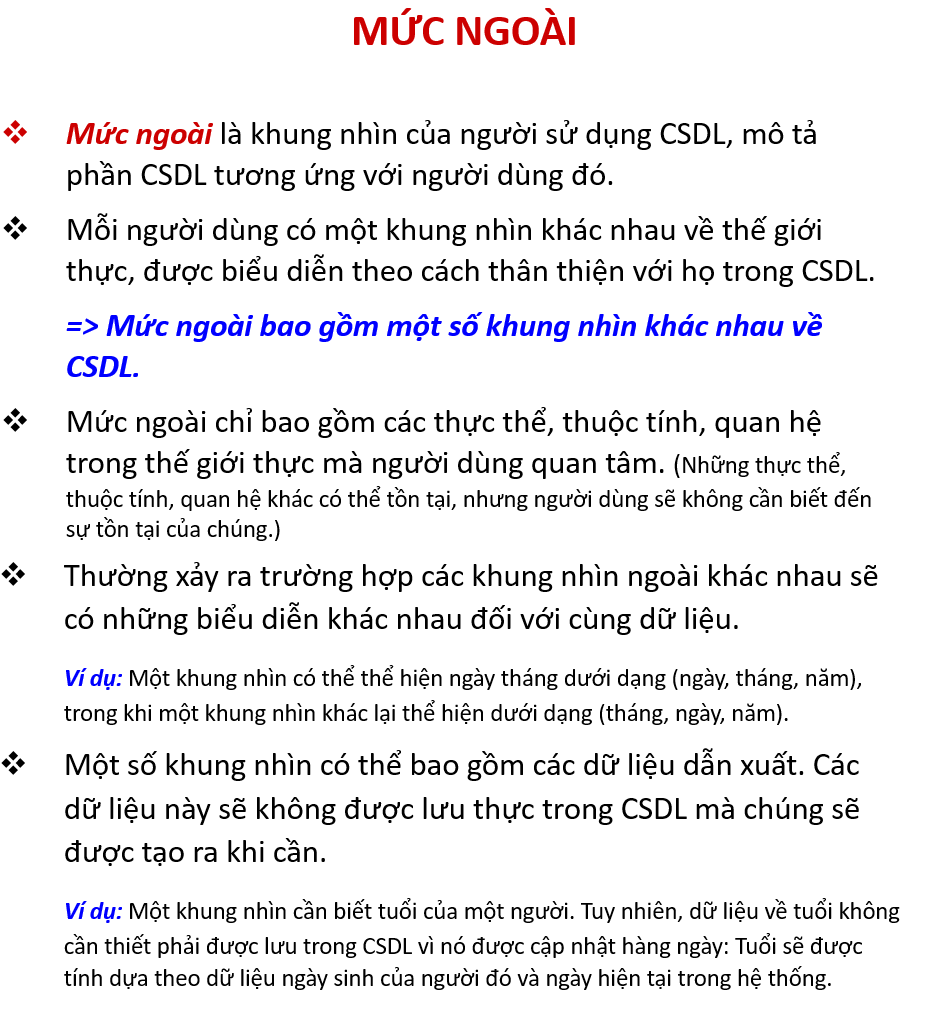 MỨC NGOÀI
❖ Mức ngoài là khung nhìn của người sử dụng CSDL, mô tả
phần CSDL tương ứng với người dùng đó.
❖ Mỗi người dùng có một khung nhìn khác nhau về thế giới
thực, được biểu diễn theo cách thân thiện với họ trong CSDL.
=> Mức ngoài bao gồm một số khung nhìn khác nhau về
CSDL.
❖ Mức ngoài chỉ bao gồm các thực thể, thuộc tính, quan hệ
trong thế giới thực mà người dùng quan tâm. (Những thực thể,
thuộc tính, quan hệ khác có thể tồn tại, nhưng người dùng sẽ không cần biết đến
sự tồn tại của chúng.)
❖ Thường xảy ra trường hợp các khung nhìn ngoài khác nhau sẽ
có những biểu diễn khác nhau đối với cùng dữ liệu.
Ví dụ: Một khung nhìn có thể thể hiện ngày tháng dưới dạng (ngày, tháng, năm),
trong khi một khung nhìn khác lại thể hiện dưới dạng (tháng, ngày, năm).
❖ Một số khung nhìn có thể bao gồm các dữ liệu dẫn xuất. Các
dữ liệu này sẽ không được lưu thực trong CSDL mà chúng sẽ
được tạo ra khi cần.
Ví dụ: Một khung nhìn cần biết tuổi của một người. Tuy nhiên, dữ liệu về tuổi không
cần thiết phải được lưu trong CSDL vì nó được cập nhật hàng ngày: Tuổi sẽ được
tính dựa theo dữ liệu ngày sinh của người đó và ngày hiện tại trong hệ thống.